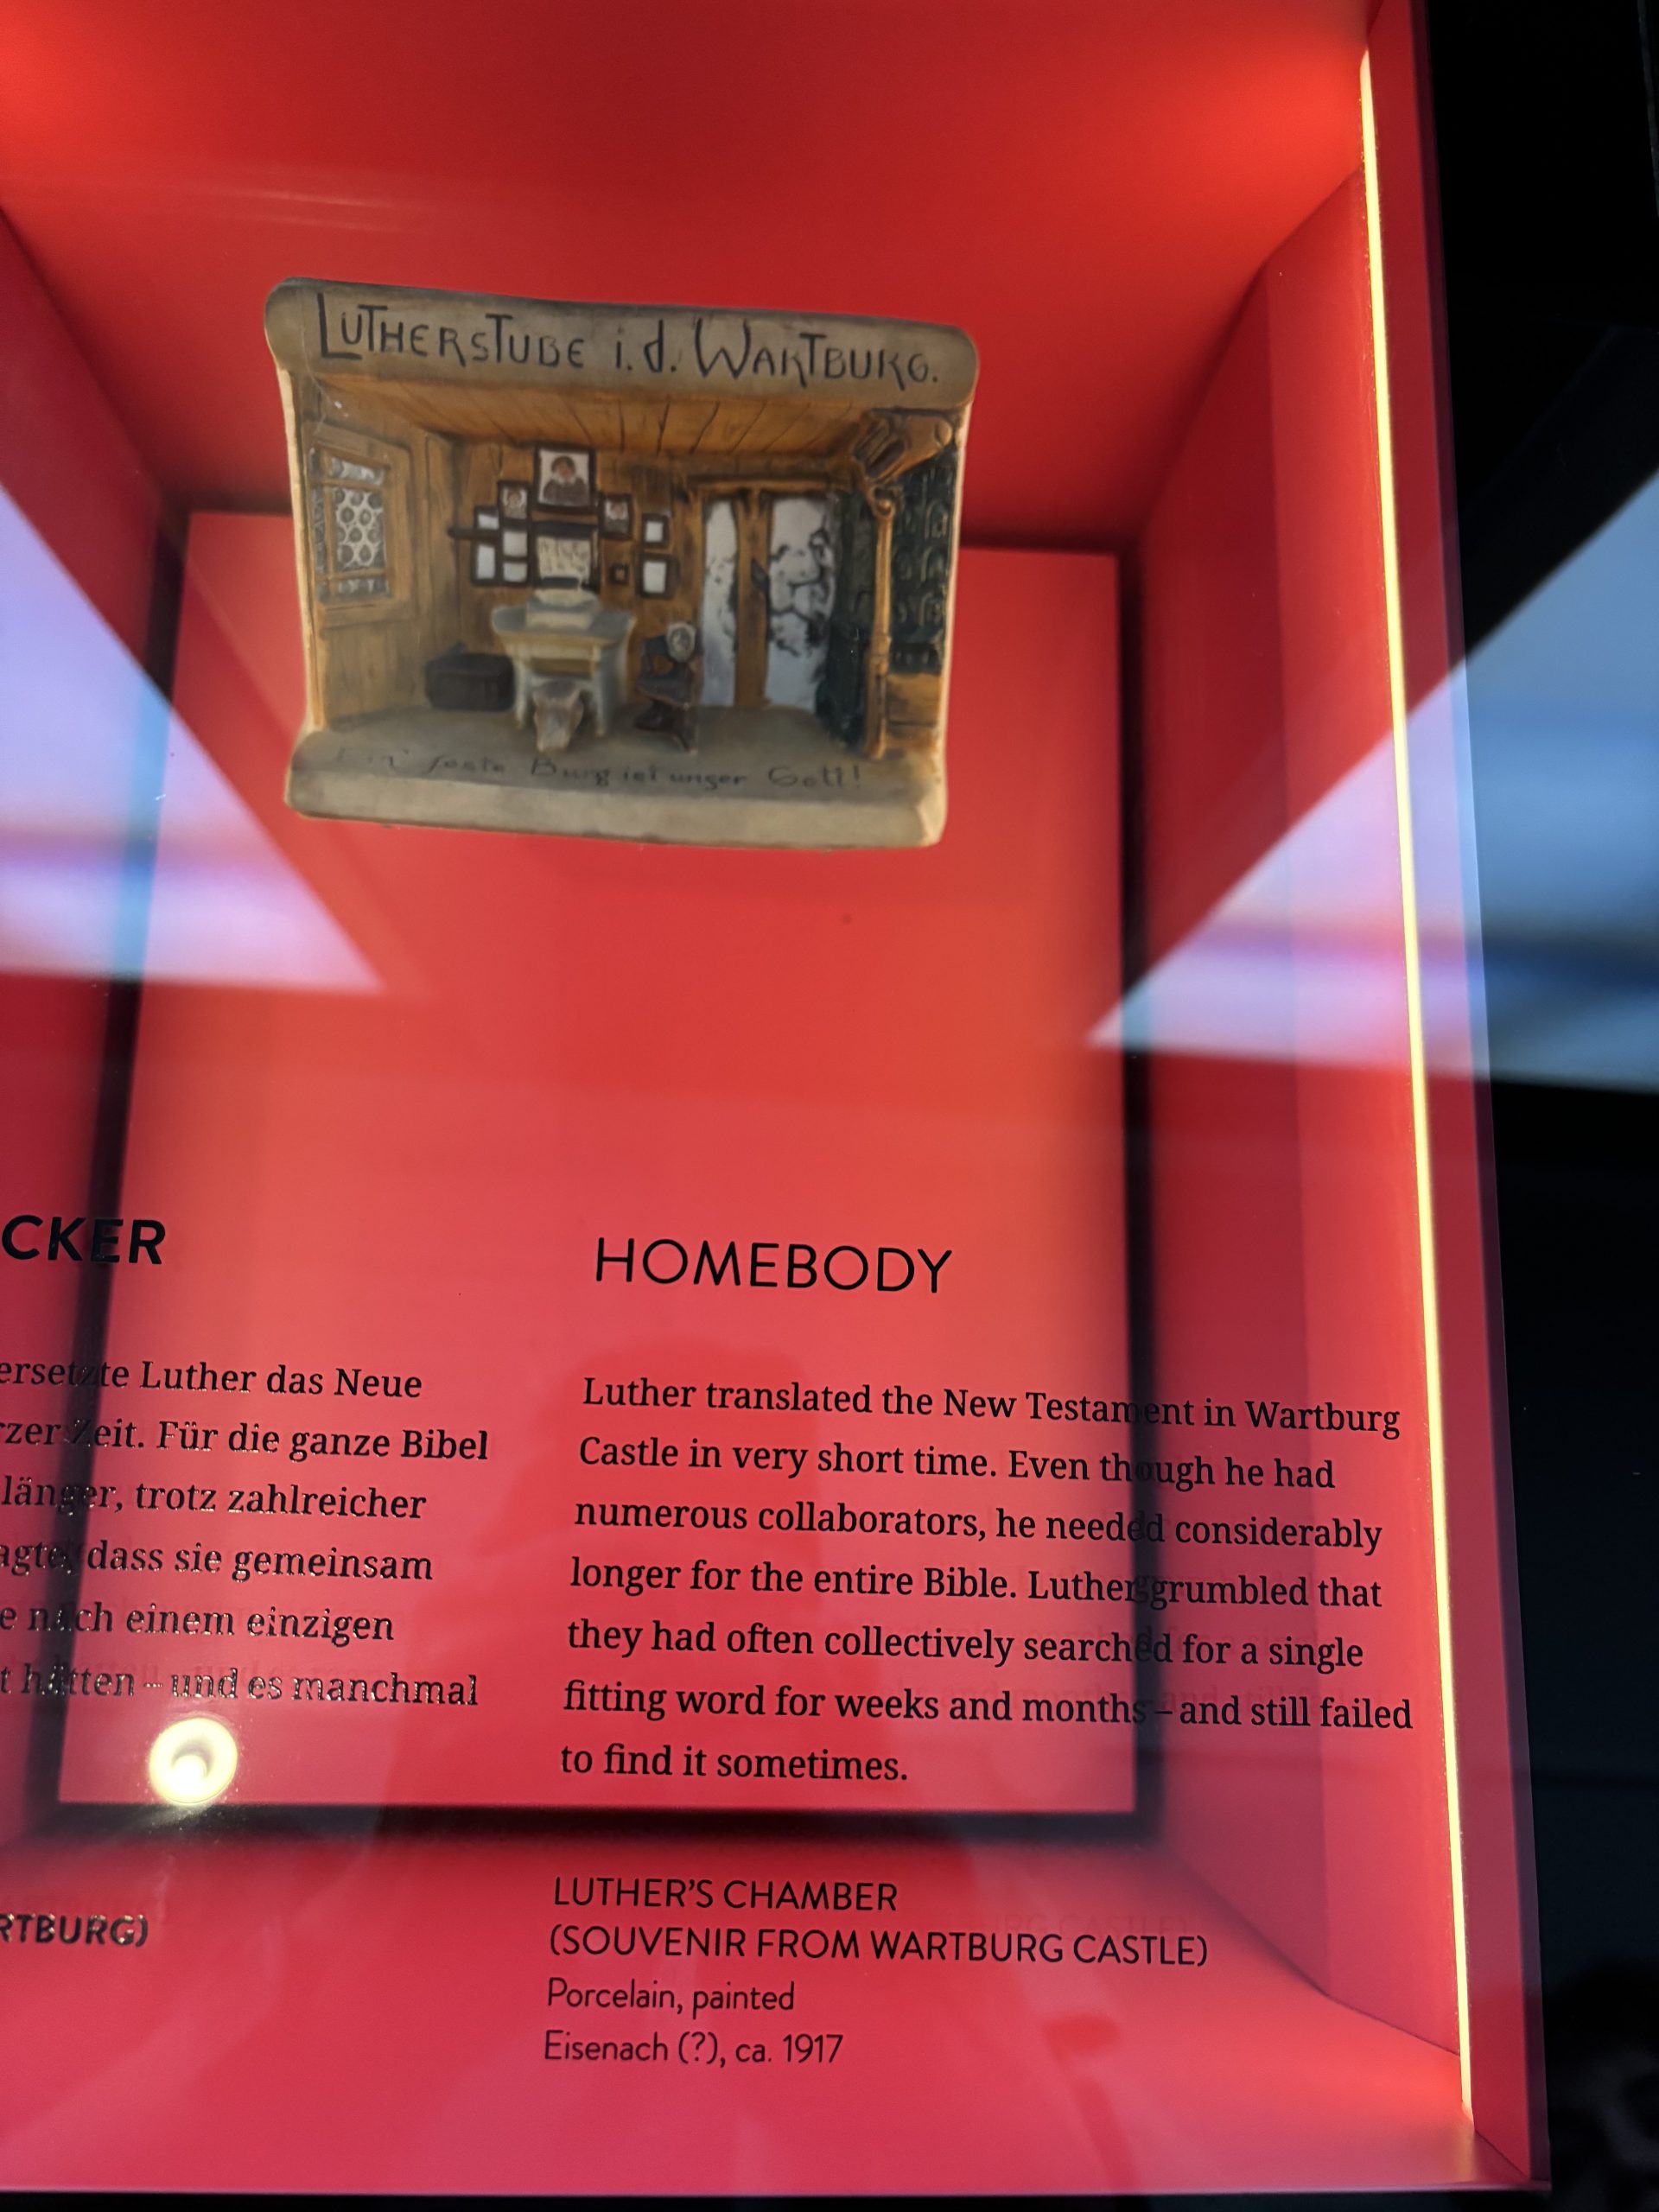 LUTHERSTUBE i.d. WARTBURG.
Ein' feste Burg ist unser Gott!
CKER
ersetzte Luther das Neue
rzer Zeit. Für die ganze Bibel
länger, trotz zahlreicher
agte, dass sie gemeinsam
e nach einem einzigen
t hätten – und es manchmal
RTBURG)
HOMEBODY
Luther translated the New Testament in Wartburg
Castle in very short time. Even though he had
numerous collaborators, he needed considerably
longer for the entire Bible. Luther grumbled that
they had often collectively searched for a single
fitting word for weeks and months – and still failed
to find it sometimes.
LUTHER'S CHAMBER
(SOUVENIR FROM WARTBURG CASTLE)
Porcelain, painted
Eisenach (?), ca. 1917